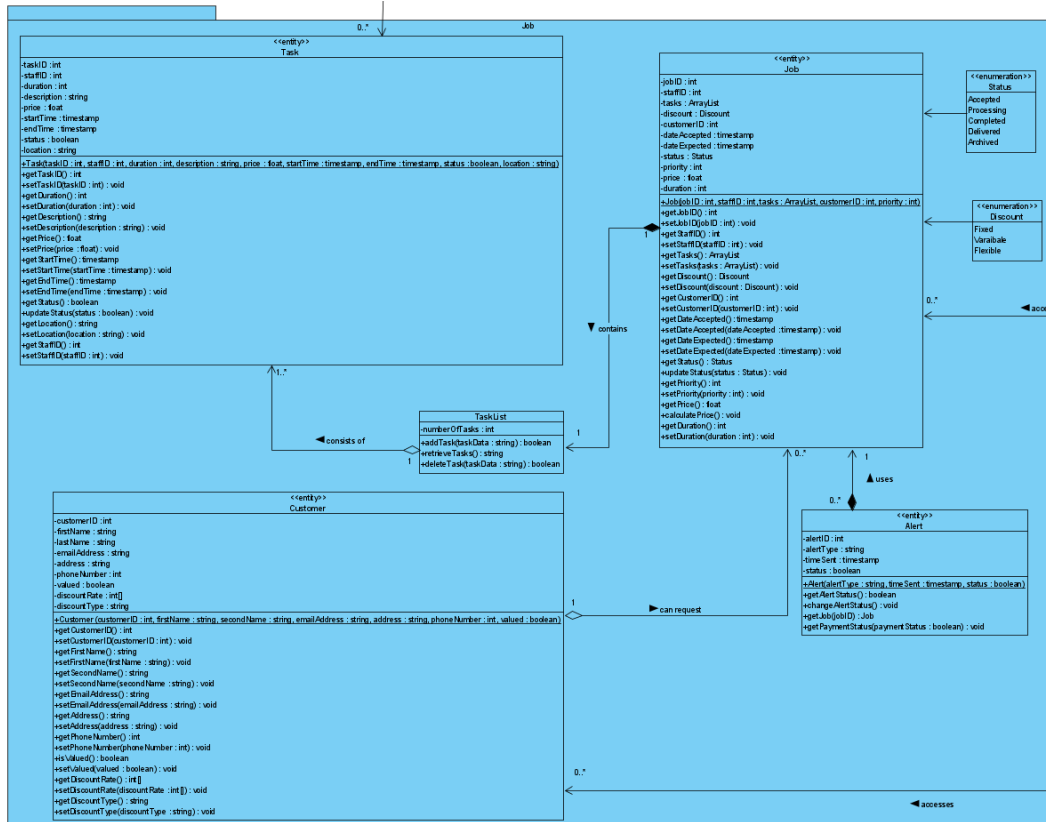 Job
0..*
<<entity>>
Task
-taskID : int
-staffID : int
-duration : int
-description : string
-price : float
-startTime : timestamp
-endTime : timestamp
-status : boolean
-location : string
+Task(taskID : int, staffID : int, duration : int, description : string, price : float, startTime : timestamp, endTime : timestamp, status : boolean, location : string)
+getTaskID() : int
+setTaskID(taskID : int) : void
+getDuration() : int
+setDuration(duration : int) : void
+getDescription() : string
+setDescription(description : string) : void
+getPrice() : float
+setPrice(price : float) : void
+getStartTime() : timestamp
+setStartTime(startTime : timestamp) : void
+getEndTime() : timestamp
+setEndTime(endTime : timestamp) : void
+getStatus() : boolean
+updateStatus(status : boolean) : void
+getLocation() : string
+setLocation(location : string) : void
+getStaffID() : int
+setStaffID(staffID : int) : void
<<entity>>
Job
-jobID : int
-staffID : int
-tasks : ArrayList
-discount : Discount
-customerID : int
-dateAccepted : timestamp
-dateExpected : timestamp
-status : Status
-priority : int
-price : float
-duration : int
+Job(jobID : int, staffID : int, tasks : ArrayList, customerID : int, priority : int)
+getJobID() : int
+setJobID(jobID : int) : void
+getStaffID() : int
+setStaffID(staffID : int) : void
+getTasks() : ArrayList
+setTasks(tasks : ArrayList) : void
+getDiscount() : Discount
+setDiscount(discount : Discount) : void
+getCustomerID() : int
+setCustomerID(customerID : int) : void
+getDateAccepted() : timestamp
+setDateAccepted(dateAccepted : timestamp) : void
+getDateExpected() : timestamp
+setDateExpected(dateExpected : timestamp) : void
+getStatus() : Status
+updateStatus(status : Status) : void
+getPriority() : int
+setPriority(priority : int) : void
+getPrice() : float
+calculatePrice() : void
+getDuration() : int
+setDuration(duration : int) : void
<<enumeration>>
Status
Accepted
Processing
Completed
Delivered
Archived
<<enumeration>>
Discount
Fixed
Varaibale
Flexible
1
0..*
acce
contains
1..*
consists of
1
1
TaskList
-numberOfTasks : int
+addTask(taskData : string) : boolean
+retrieveTasks() : string
+deleteTask(taskData : string) : boolean
0..*
1
uses
0..*
<<entity>>
Customer
-customerID : int
-firstName : string
-lastName : string
-emailAddress : string
-address : string
-phoneNumber : int
-valued : boolean
-discountRate : int[]
-discountType : string
+Customer (customerID : int, firstName : string, secondName : string, emailAddress : string, address : string, phoneNumber : int, valued : boolean)
+getCustomerID() : int
+setCustomerID(customerID : int) : void
+getFirstName() : string
+setFirstName(firstName : string) : void
+getSecondName() : string
+setSecondName(secondName : string) : void
+getEmailAddress() : string
+setEmailAddress(emailAddress : string) : void
+getAddress() : string
+setAddress(address : string) : void
+getPhoneNumber() : int
+setPhoneNumber(phoneNumber : int) : void
+isValued() : boolean
+setValued(valued : boolean) : void
+getDiscountRate() : int[]
+setDiscountRate(discountRate : int[]) : void
+getDiscountType() : string
+setDiscountType(discountType : string) : void
1
can request
<<entity>>
Alert
-alertID : int
-alertType : string
-timeSent : timestamp
-status : boolean
+Alert(alertType : string, timeSent : timestamp, status : boolean)
+getAlertStatus() : boolean
+changeAlertStatus() : void
+getJob(jobID) : Job
+getPaymentStatus(paymentStatus : boolean) : void
0..*
accesses